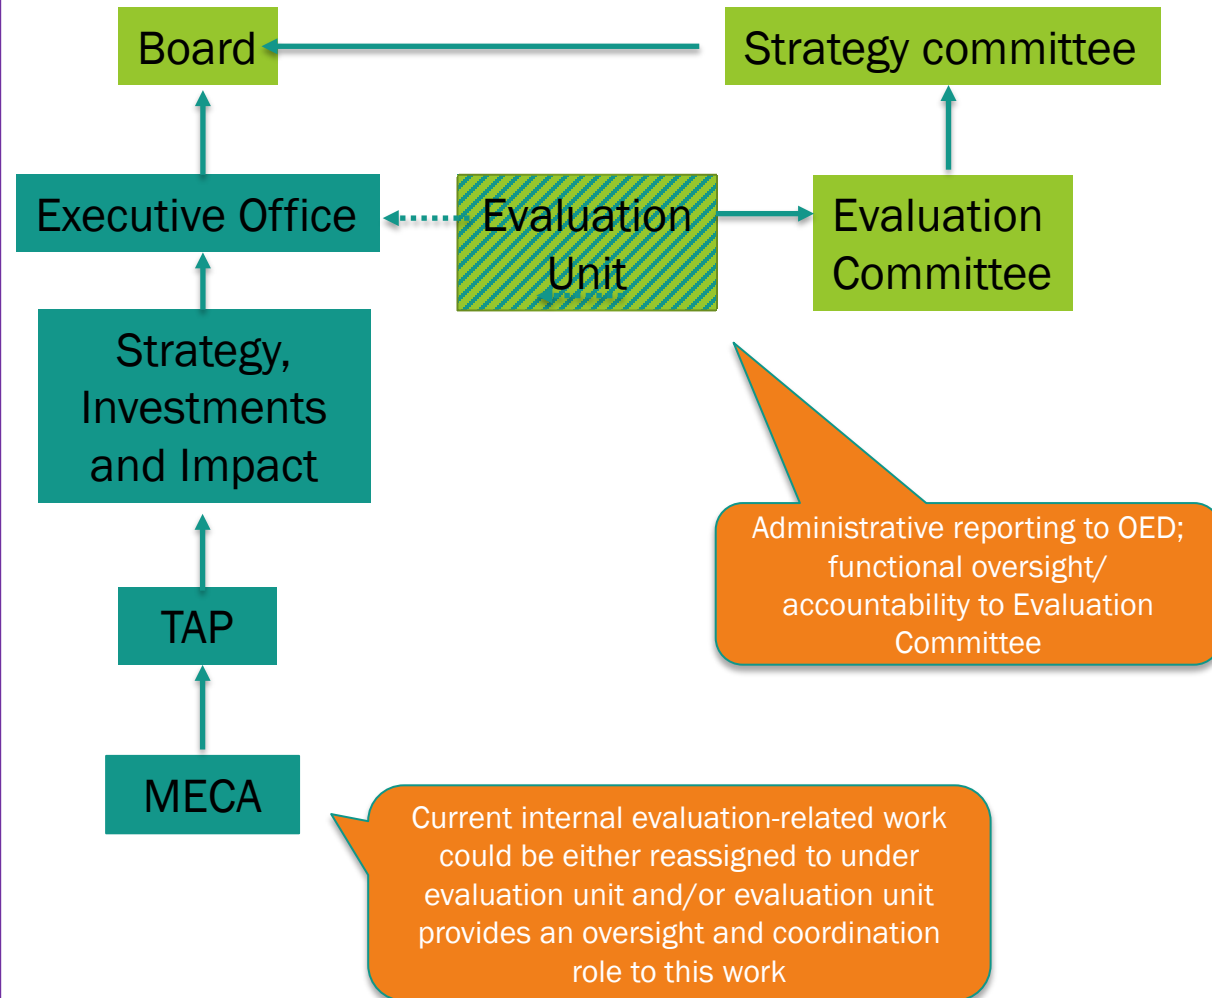 Board
Strategy committee
Executive Office
Evaluation
Unit
Evaluation
Committee
Strategy,
Investments
and Impact
Administrative reporting to OED;
functional oversight/
accountability to Evaluation
Committee
TAP
MECA
Current internal evaluation-related work
could be either reassigned to under
evaluation unit and/or evaluation unit
provides an oversight and coordination
role to this work